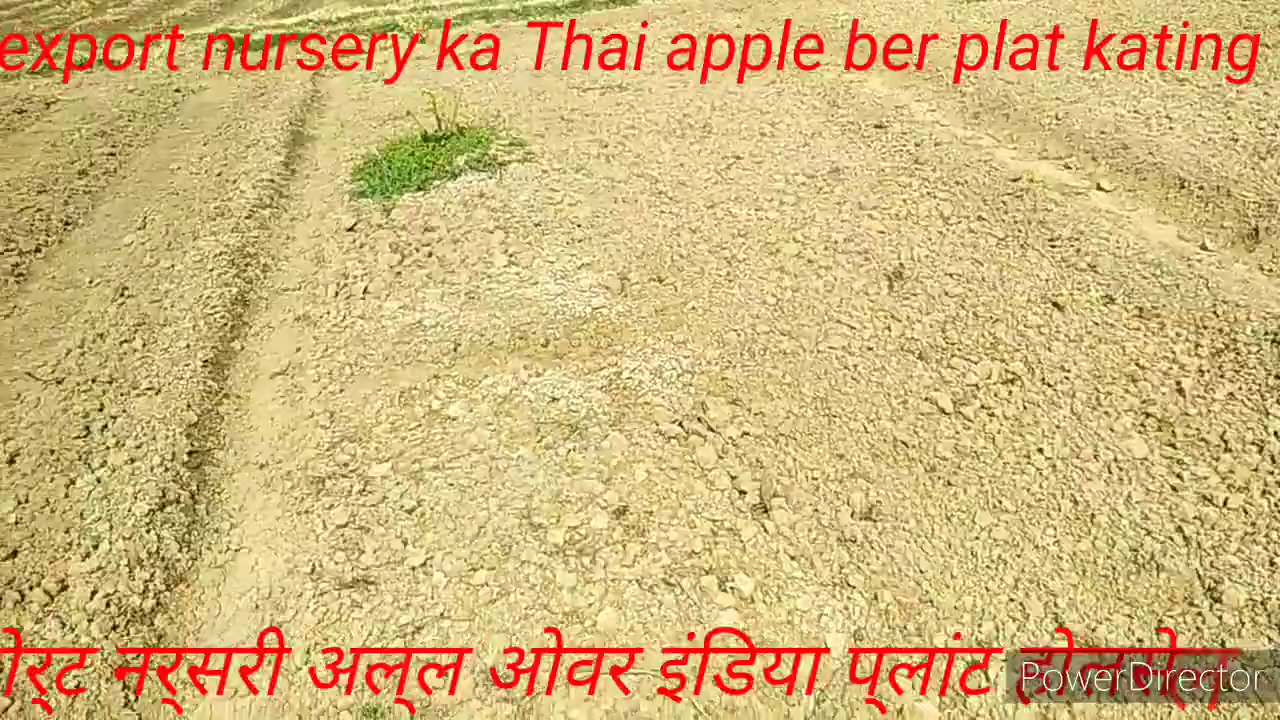 export nursery ka Thai apple ber plat kating
र्ट नर्सरी अल्ल ओवर इंडिया प्लांट
PowerDirector